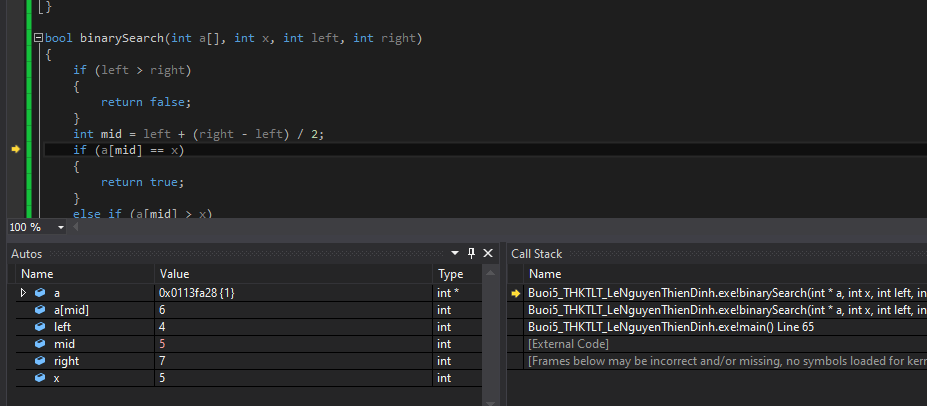 }
bool binarySearch(int a[], int x, int left, int right)
{
if (left > right)
{
return false;
}
int mid = left + (right - left) / 2;
if (a[mid] == x)
{
return true;
}
else if (a[mid] > x)
100 %
Autos
Name Value Type
a 0x0113fa28 {1} int *
a[mid] 6 int
left 4 int
mid 5 int
right 7 int
x 5 int
Call Stack
Name
Buoi5_THKTLT_LeNguyenThienDinh.exe!binarySearch(int * a, int x, int left, in
Buoi5_THKTLT_LeNguyenThienDinh.exe!binarySearch(int * a, int x, int left, in
Buoi5_THKTLT_LeNguyenThienDinh.exe!main() Line 65
[External Code]
[Frames below may be incorrect and/or missing, no symbols loaded for kern